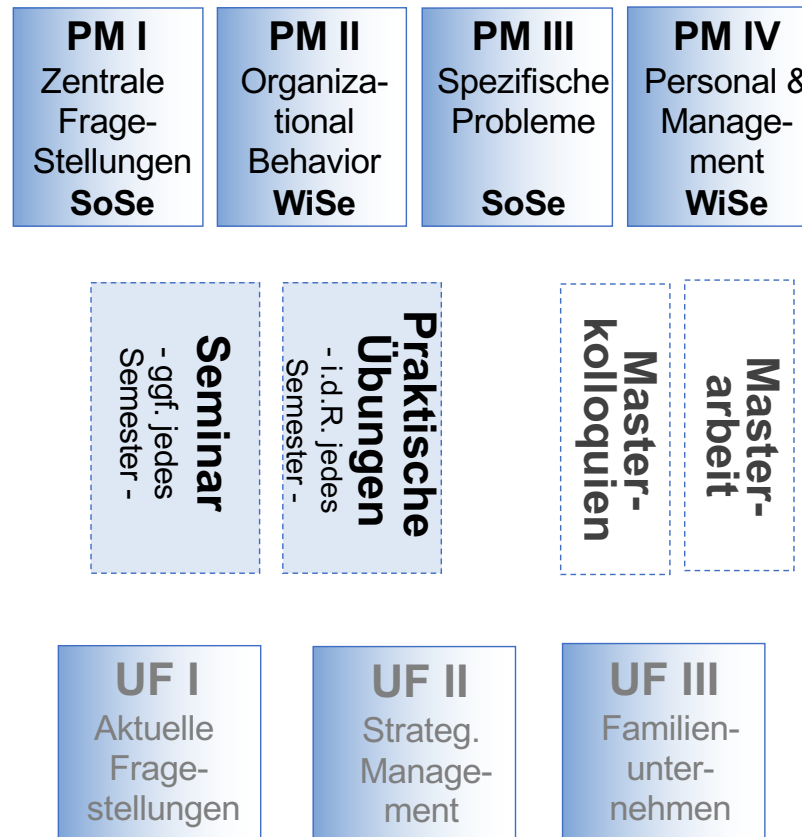 PM I
Zentrale
Frage-
Stellungen
SoSe
PM II
Organiza-
tional
Behavior
WiSe
PM III
Spezifische
Probleme
SoSe
PM IV
Personal &
Manage-
ment
WiSe
Seminar
- ggf. jedes
Semester -
Praktische
Übungen
- i.d.R. jedes
Semester -
Master-
kolloquien
Master-
arbeit
UF I
Aktuelle
Frage-
stellungen
UF II
Strateg.
Manage-
ment
UF III
Familien-
unter-
nehmen